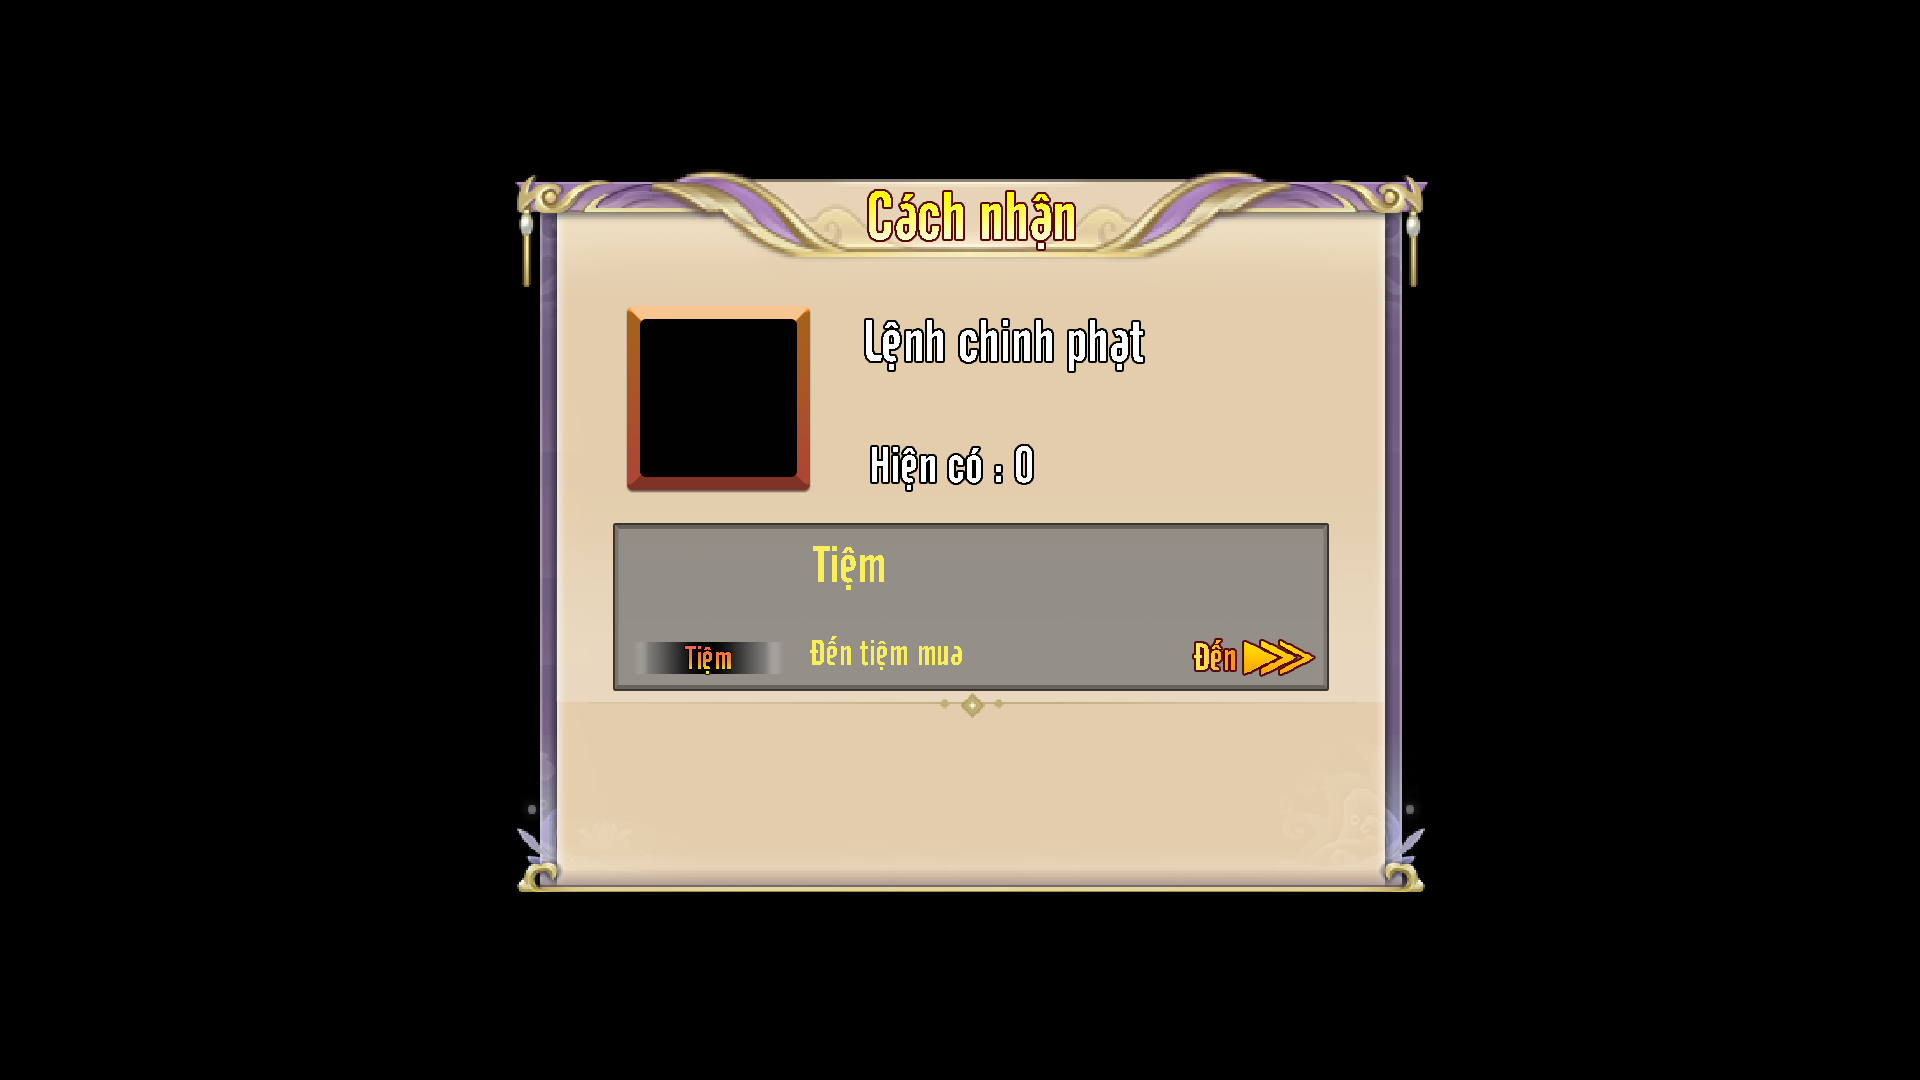 Cách nhận
Lệnh chinh phạt
Hiện có : 0
Tiệm
Tiệm
Đến tiệm mua
Đến